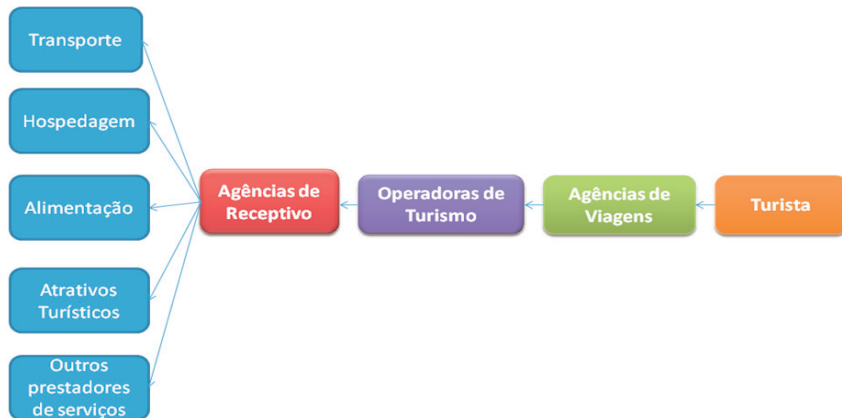 Transporte
Hospedagem
Alimentação
Atrativos
Turísticos
Outros
prestadores
de serviços
Agências de
Receptivo
Operadoras de
Turismo
Agências de
Viagens
Turista